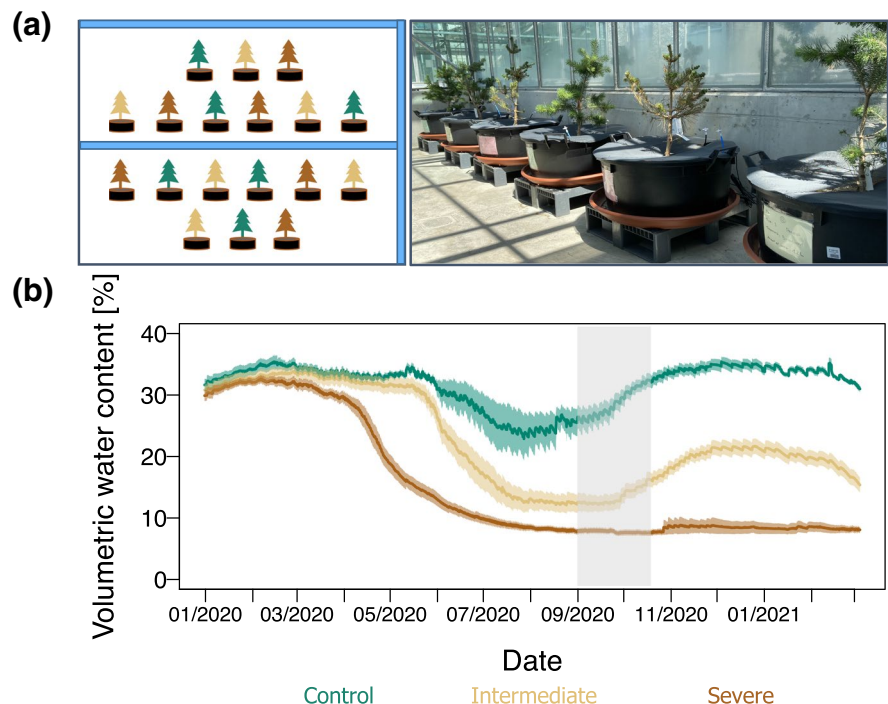 (a)
(b)
Volumetric water content [%]
40
30
20
10
0
01/2020 03/2020 05/2020 07/2020 09/2020 11/2020 01/2021
Date
Control Intermediate Severe